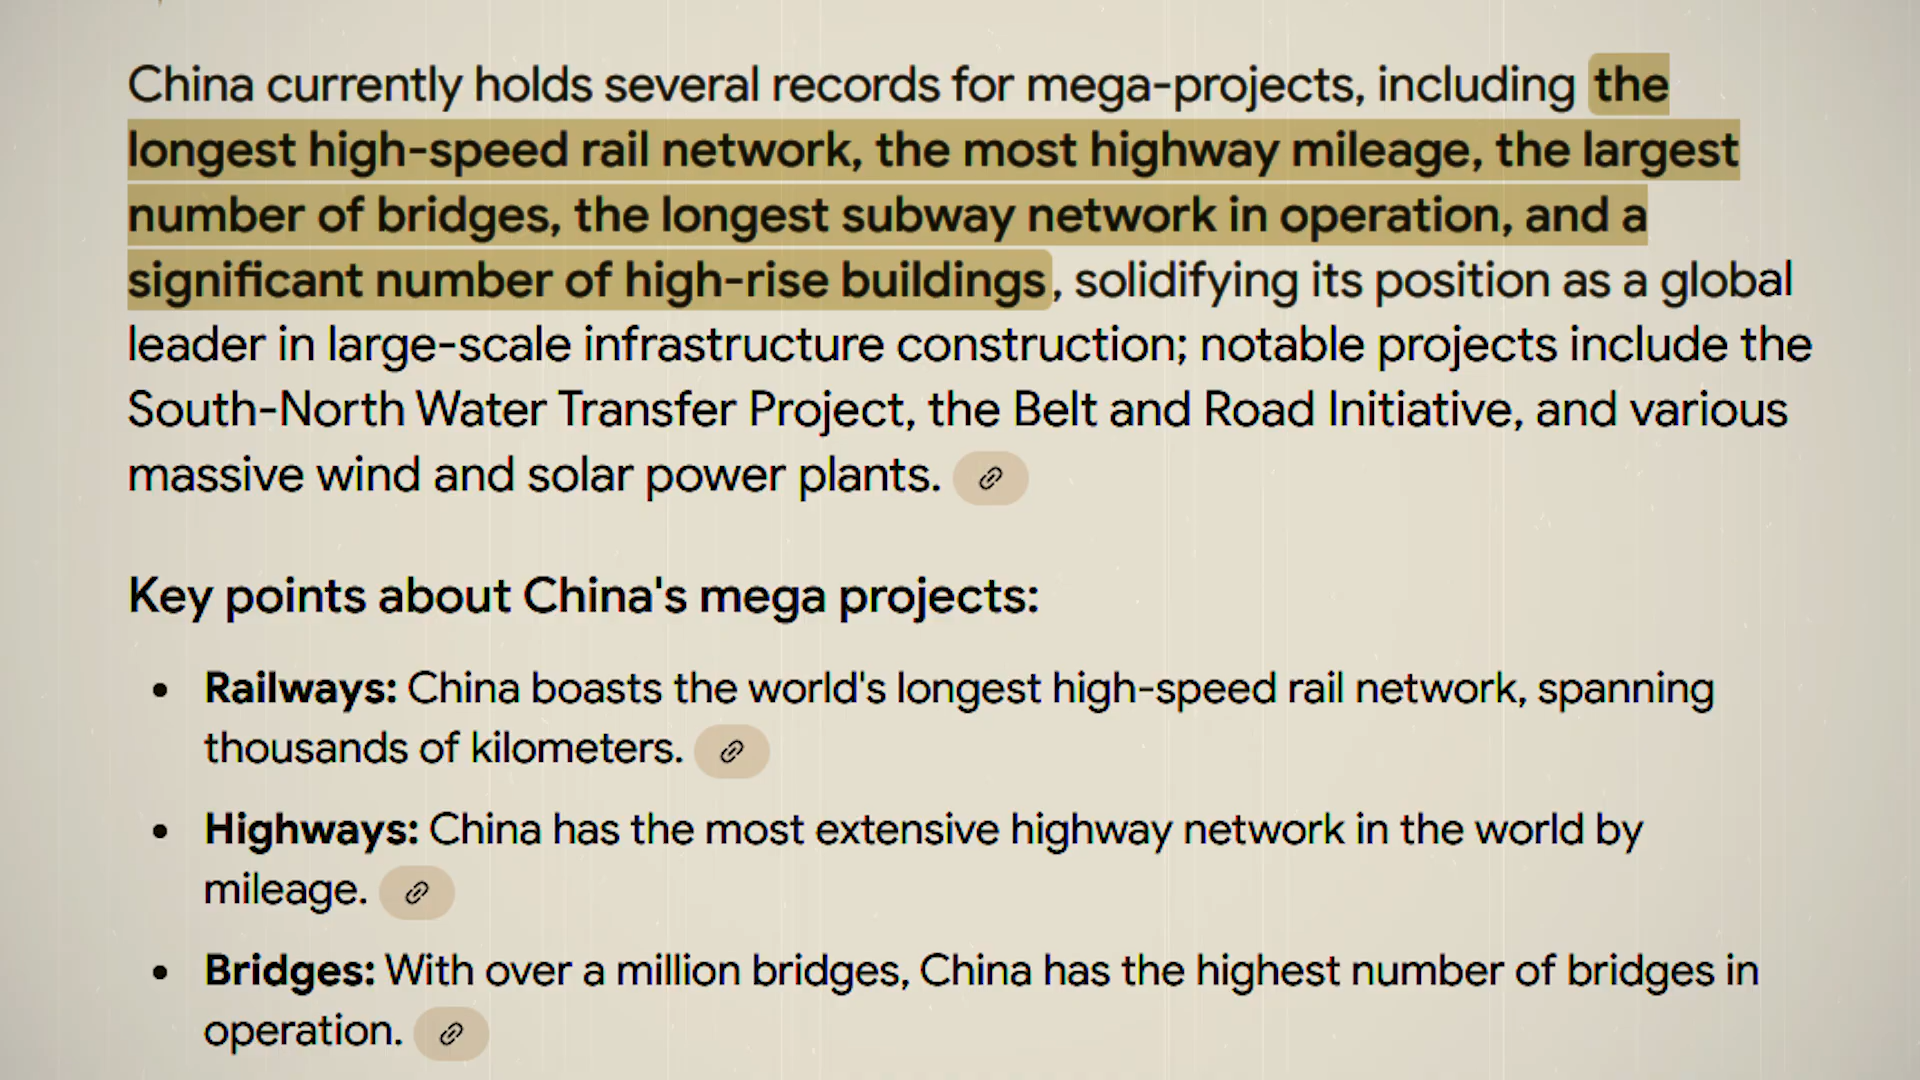 China currently holds several records for mega-projects, including the
longest high-speed rail network, the most highway mileage, the largest
number of bridges, the longest subway network in operation, and a
significant number of high-rise buildings, solidifying its position as a global
leader in large-scale infrastructure construction; notable projects include the
South-North Water Transfer Project, the Belt and Road Initiative, and various
massive wind and solar power plants.
Key points about China's mega projects:
• Railways: China boasts the world's longest high-speed rail network, spanning
thousands of kilometers.
• Highways: China has the most extensive highway network in the world by
mileage.
• Bridges: With over a million bridges, China has the highest number of bridges in
operation.